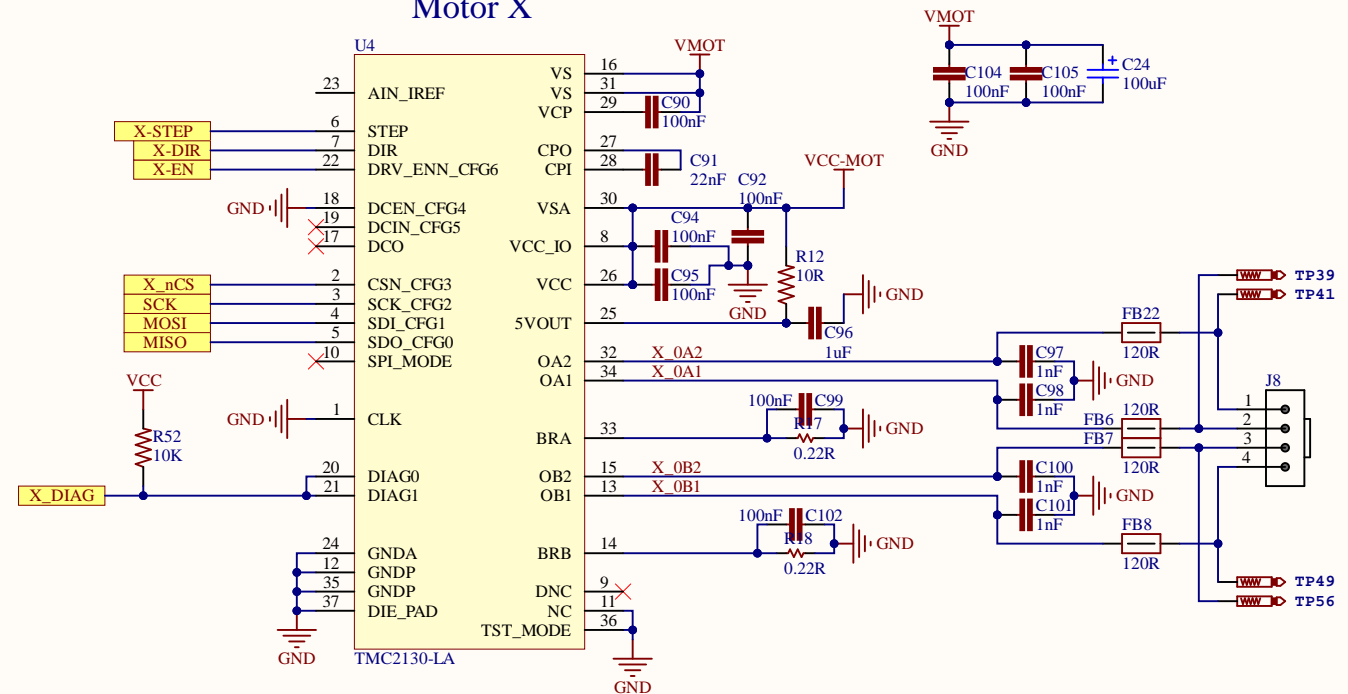 Motor X
U4
VMOT
VMOT
C104
100nF
C105
100nF
+
C24
100uF
GND
23 AIN_IREF
X-STEP 6 STEP
X-DIR 7 DIR
X-EN 22 DRV_ENN_CFG6
GND 18 DCEN_CFG4
19 DCIN_CFG5
17 DCO
X_nCS 2 CSN_CFG3
SCK 3 SCK_CFG2
MOSI 4 SDI_CFG1
MISO 5 SDO_CFG0
10 SPI_MODE
VCC
GND 1 CLK
R52
10K
20 DIAG0
X_DIAG 21 DIAG1
24 GNDA
12 GNDP
35 GNDP
37 DIE_PAD
GND
TMC2130-LA
VS 16
VS 31
VCP 29
C90
100nF
CPO 27
CPI 28
C91
22nF
VCC-MOT
C92
100nF
VSA 30
C94
100nF
VCC_IO 8
VCC 26
C95
100nF
GND
R12
10R
GND
5VOUT 25
C96
1uF
OA2 32 X_0A2
OA1 34 X_0A1
100nF C99
R17
0.22R
GND
BRA 33
OB2 15 X_0B2
OB1 13 X_0B1
100nF C102
R18
0.22R
GND
BRB 14
DNC 9
NC 11
TST_MODE 36
GND
C97
1nF
C98
1nF
GND
C100
1nF
C101
1nF
GND
FB22
120R
120R
FB6
FB7
120R
FB8
120R
TP39
TP41
J8
1
2
3
4
TP49
TP56